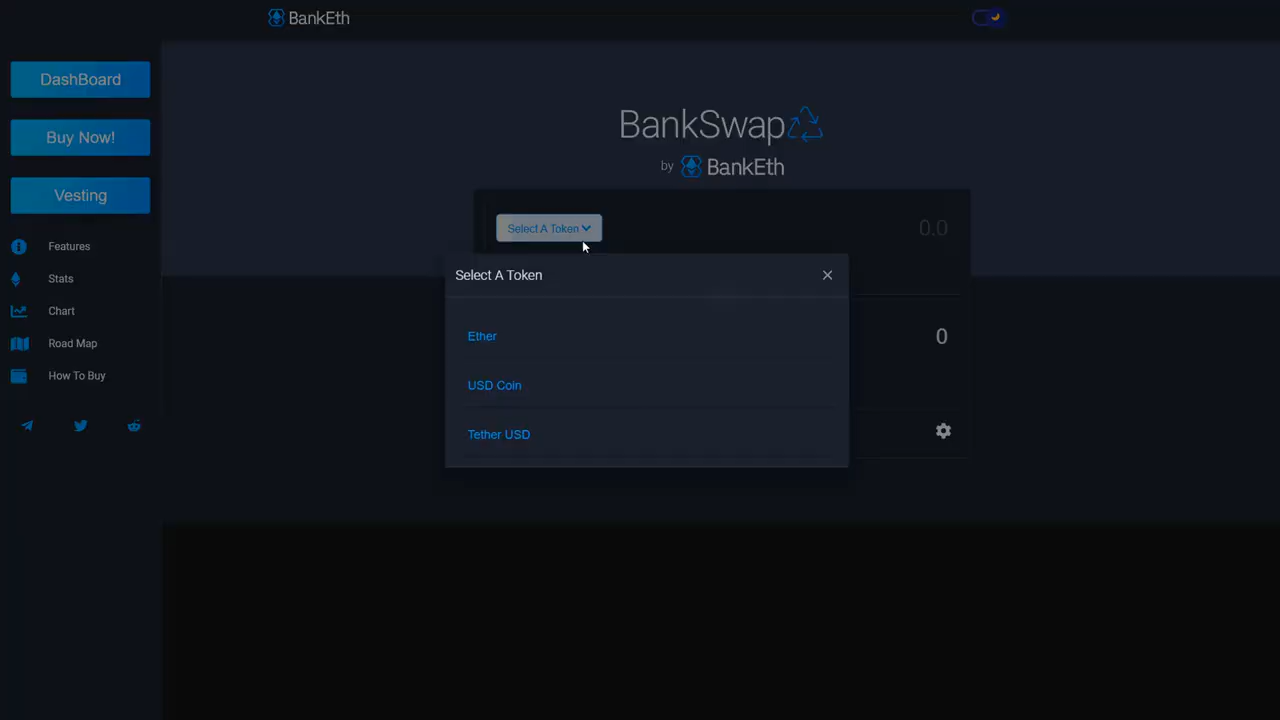 BankEth
DashBoard
Buy Now!
Vesting
Features
Stats
Chart
Road Map
How To Buy
BankSwap
by BankEth
Select A Token
0.0
Select A Token
Ether
0
USD Coin
Tether USD